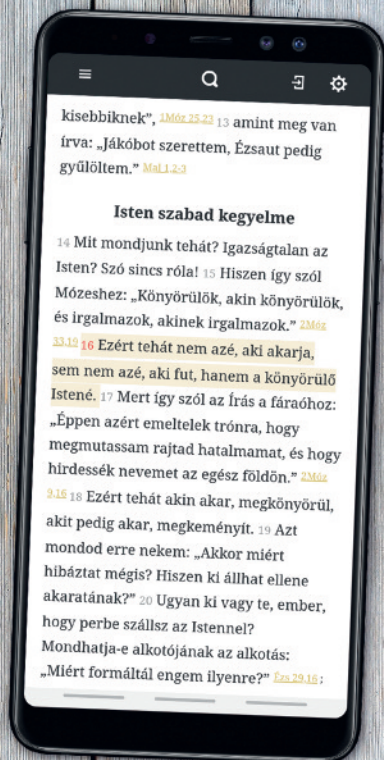 kisebbiknek”, 1Móz 25,23 13 amint meg van
írva: „Jákóbot szerettem, Ézsaut pedig
gyűlöltem.” Mal 1,2-3
Isten szabad kegyelme
14 Mit mondjunk tehát? Igazságtalan az
Isten? Szó sincs róla! 15 Hiszen így szól
Mózeshez: „Könyörülök, akin könyörülök,
és irgalmazok, akinek irgalmazok.” 2Móz
33,19 16 Ezért tehát nem azé, aki akarja,
sem nem azé, aki fut, hanem a könyörülő
Istené. 17 Mert így szól az Írás a fáraóhoz:
„Éppen azért emeltelek trónra, hogy
megmutassam rajtad hatalmamat, és hogy
hirdessék nevemet az egész földön.” 2Móz
9,16 18 Ezért tehát akin akar, megkönyörül,
akit pedig akar, megkeményít. 19 Azt
mondod erre nekem: „Akkor miért
hibáztat mégis? Hiszen ki állhat ellene
akaratának?” 20 Ugyan ki vagy te, ember,
hogy perbe szállsz az Istennel?
Mondhatja-e alkotójának az alkotás:
„Miért formáltál engem ilyenre?” Ézs 29,16 ;